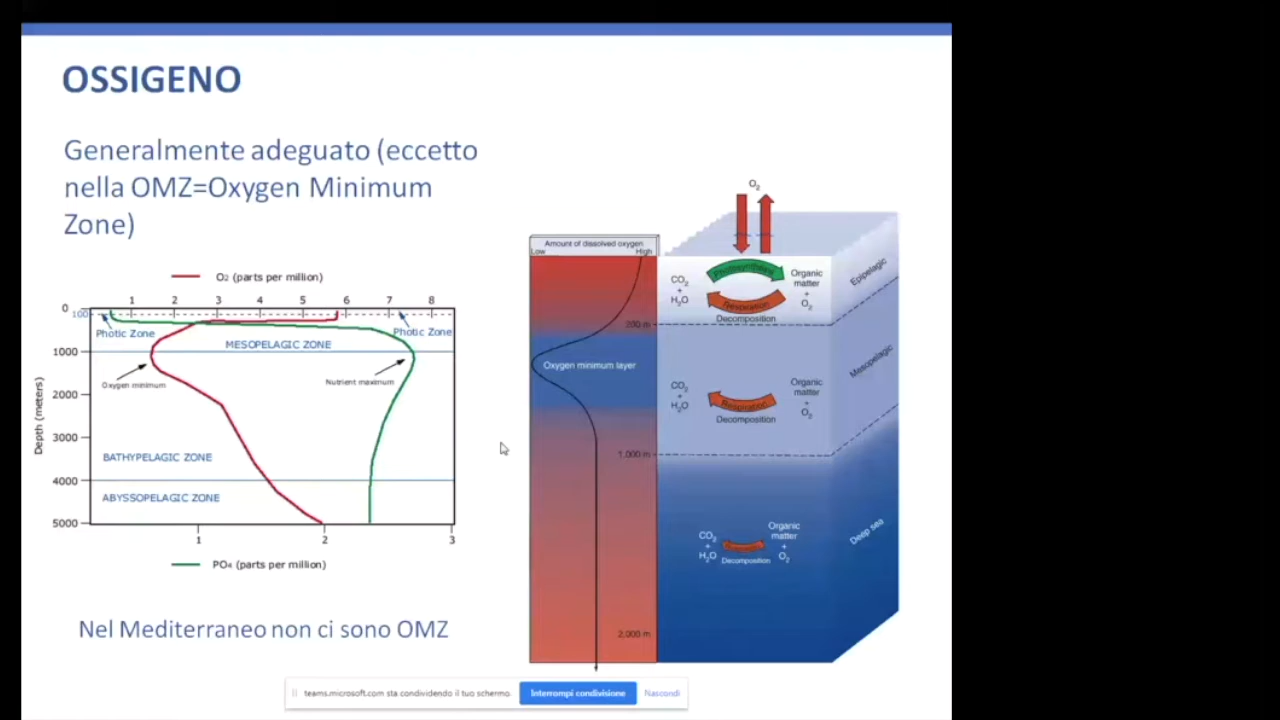 OSSIGENO
Generalmente adeguato (eccetto
nella OMZ=Oxygen Minimum
Zone)
O2 (parts per million)
1 2 3 4 5 6 7 8
0
100
Photic Zone
Photic Zone
MESOPELAGIC ZONE
1000
Oxygen minimum
Nutrient maximum
2000
Depth (meters)
3000
BATHYPELAGIC ZONE
4000
ABYSSOPELAGIC ZONE
5000
1 2 3
PO4 (parts per million)
Nel Mediterraneo non ci sono OMZ
O2
Amount of dissolved oxygen
Low High
CO2
+
H2O
Photosynthesis
Respiration
Decomposition
Organic
matter
+
O2
Epipelagic
200 m
Oxygen minimum layer
CO2
+
H2O
Respiration
Decomposition
Organic
matter
+
O2
Mesopelagic
1,000 m
CO2
+
H2O
Decomposition
Organic
matter
+
O2
Deep sea
2,000 m
teams.microsoft.com sta condividendo il tuo schermo.
Interrompi condivisione
Nascondi